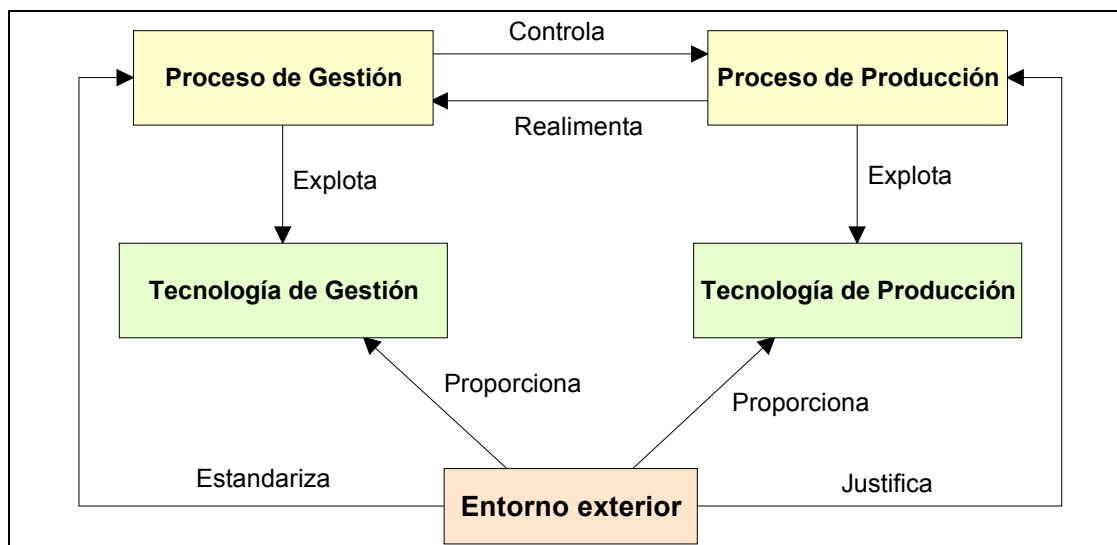 Controla
Proceso de Gestión
Proceso de Producción
Realimenta
Explota
Explota
Tecnología de Gestión
Tecnología de Producción
Proporciona
Proporciona
Estandariza
Justifica
Entorno exterior